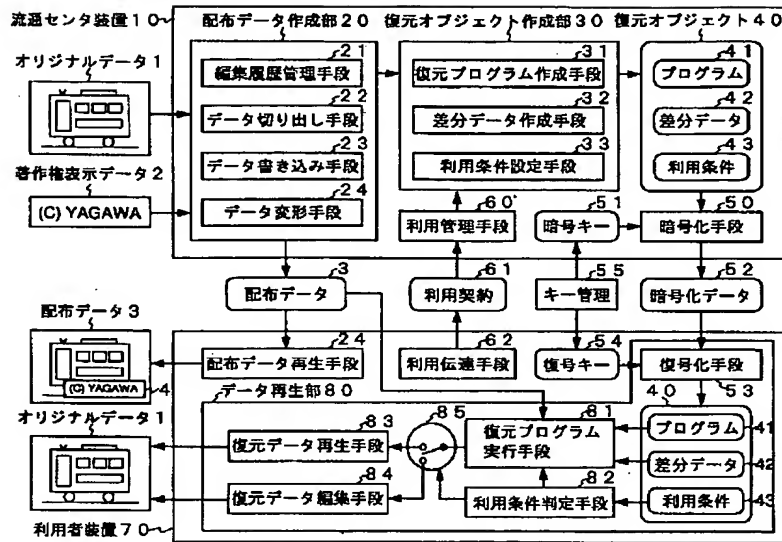 流通センタ装置１０
配布データ作成部２０
復元オブジェクト作成部３０
復元オブジェクト４０
オリジナルデータ１
２１
編集履歴管理手段
２２
データ切り出し手段
２３
データ書き込み手段
２４
データ変形手段
３１
復元プログラム作成手段
３２
差分データ作成手段
３３
利用条件設定手段
４１
プログラム
４２
差分データ
４３
利用条件
著作権表示データ２
(C) YAGAWA
６０
利用管理手段
５１
暗号キー
５０
暗号化手段
３
配布データ
６１
利用契約
５５
キー管理
５２
暗号化データ
配布データ３
(C) YAGAWA
４
２４
配布データ再生手段
６２
利用伝達手段
５４
復号キー
復号化手段
５３
データ再生部８０
４０
オリジナルデータ１
８３
復元データ再生手段
８５
８１
復元プログラム
実行手段
プログラム
４１
差分データ
４２
８４
復元データ編集手段
８２
利用条件判定手段
利用条件
４３
利用者装置７０